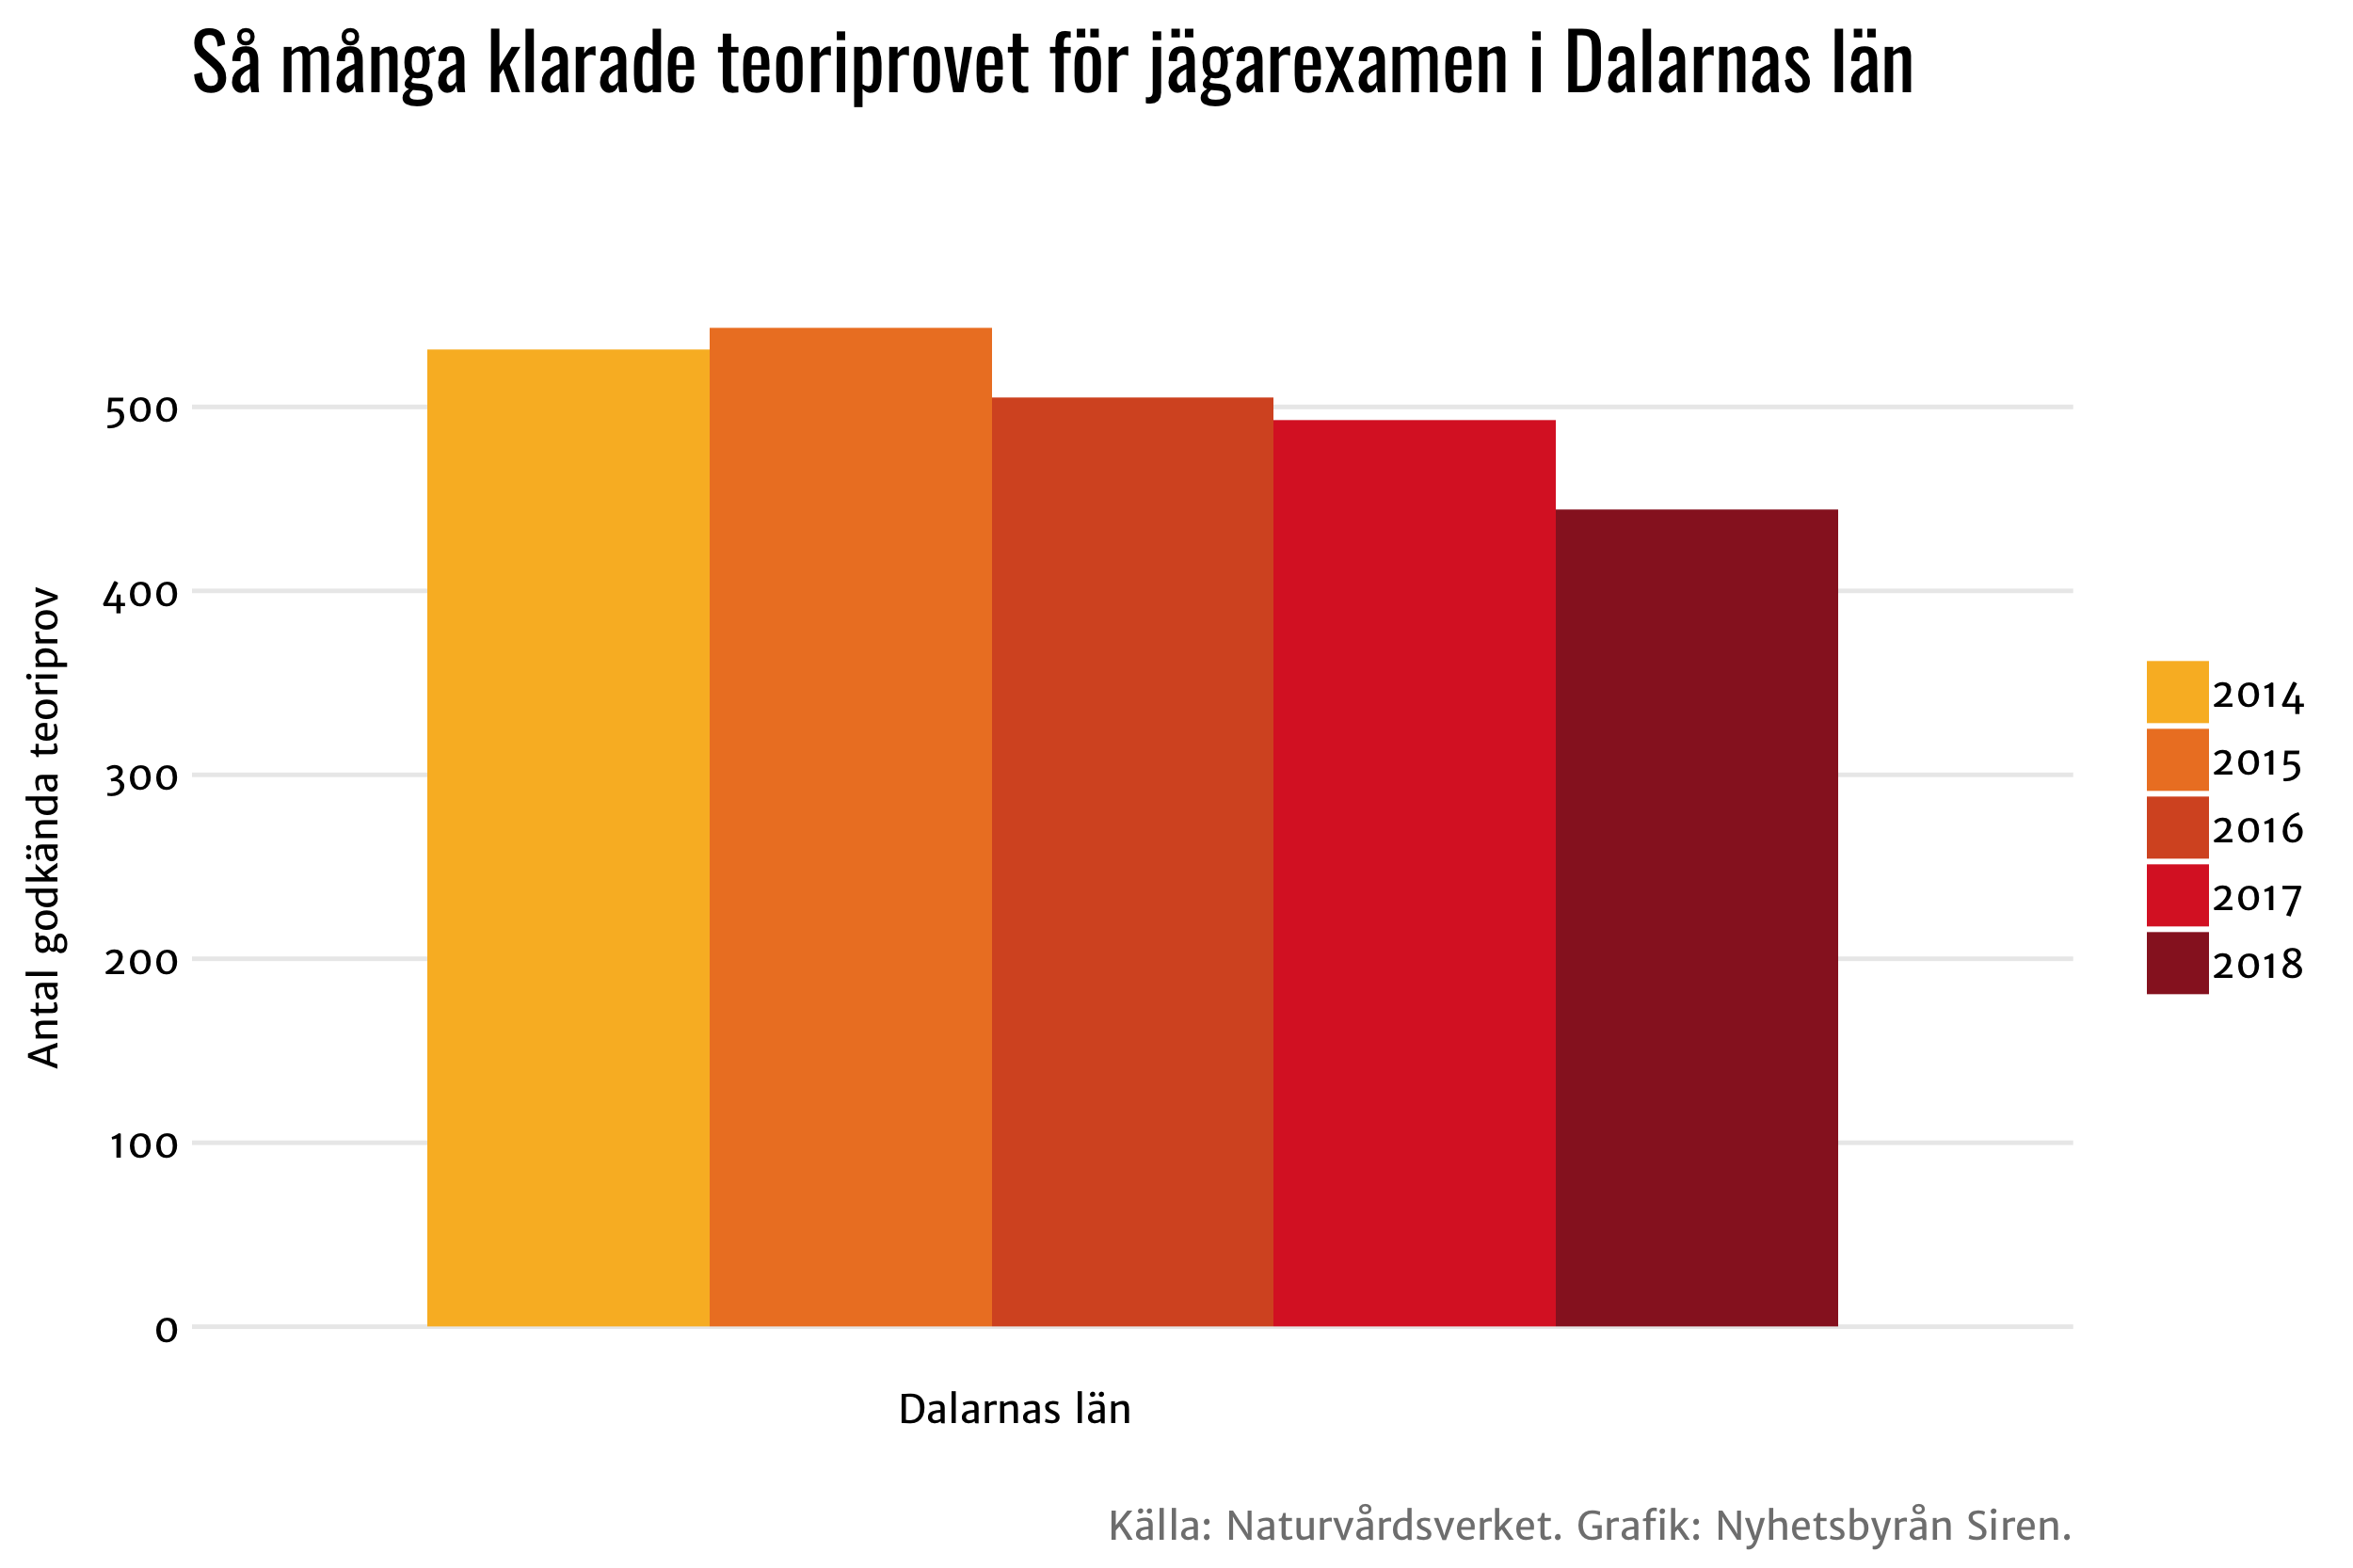 Så många klarade teoriprovet för jägarexamen i Dalarnas län
Antal godkända teoriprov
500
400
300
200
100
0
Dalarnas län
2014
2015
2016
2017
2018
Källa: Naturvårdsverket. Grafik: Nyhetsbyrån Siren.